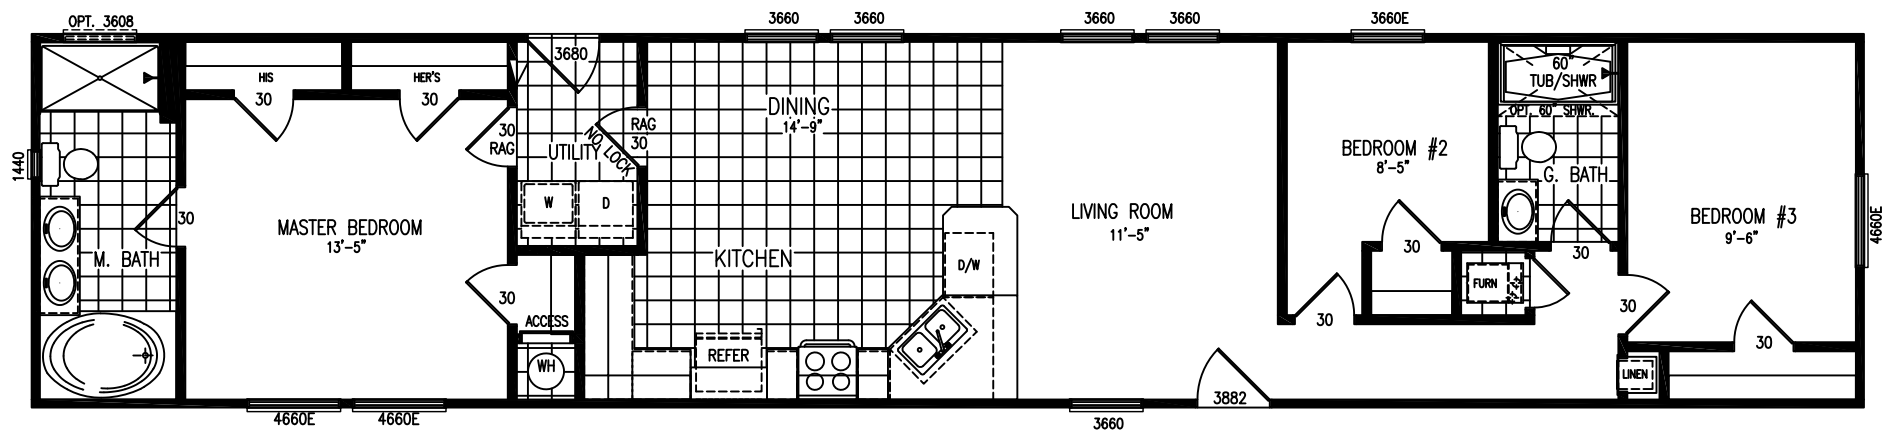 OPT. 3608
3660
3660
3660
3660
3660E
3680
HIS
HER'S
30
30
60"
TUB/SHWR
OPT. 60" SHWR.
DINING
14'-9"
30
RAG
RAG
30
NO LOCK
UTILITY
1440
BEDROOM #2
8'-5"
G. BATH
W
D
30
MASTER BEDROOM
13'-5"
LIVING ROOM
11'-5"
BEDROOM #3
9'-6"
4660E
M. BATH
KITCHEN
D/W
30
30
FURN
30
30
30
ACCESS
30
REFER
WH
LINEN
3882
4660E
4660E
3660